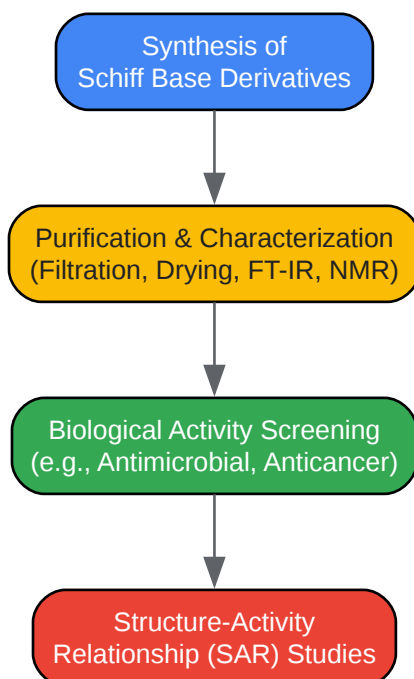 Synthesis of
Schiff Base Derivatives
Purification & Characterization
(Filtration, Drying, FT-IR, NMR)
Biological Activity Screening
(e.g., Antimicrobial, Anticancer)
Structure-Activity
Relationship (SAR) Studies